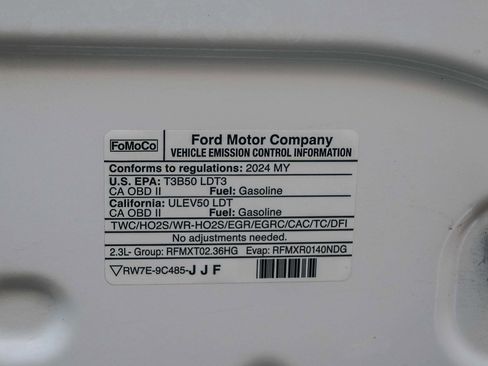 FoMoCo
Ford Motor Company
VEHICLE EMISSION CONTROL INFORMATION
Conforms to regulations: 2024 MY
U.S. EPA: T3B50 LDT3
CA OBD II Fuel: Gasoline
California: ULEV50 LDT
CA OBD II Fuel: Gasoline
TWC/HO2S/WR-HO2S/EGR/EGRC/CAC/TC/DFI
No adjustments needed.
2.3L- Group: RFMXT02.36HG Evap: RFMXR0140NDG
RW7E-9C485-JJF